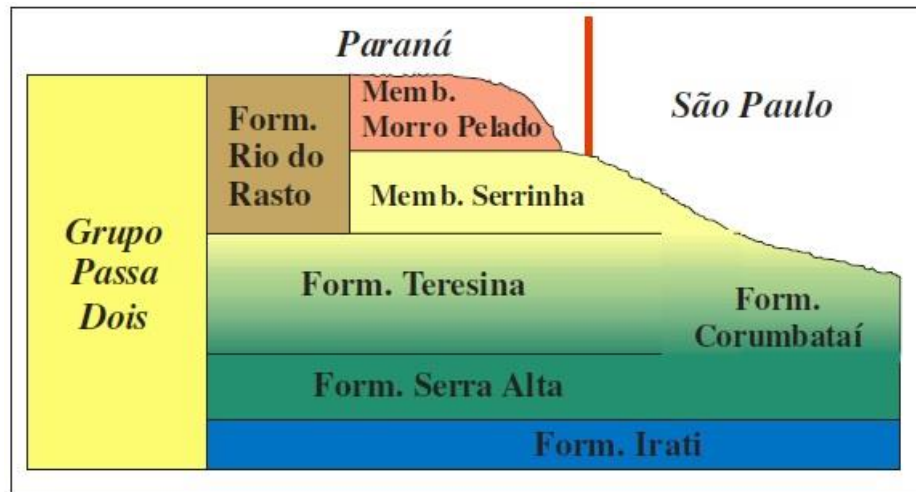 Paraná
São Paulo
Grupo
Passa
Dois
Form.
Rio do
Rasto
Memb.
Morro Pelado
Memb. Serrinha
Form. Teresina
Form.
Corumbataí
Form. Serra Alta
Form. Irati